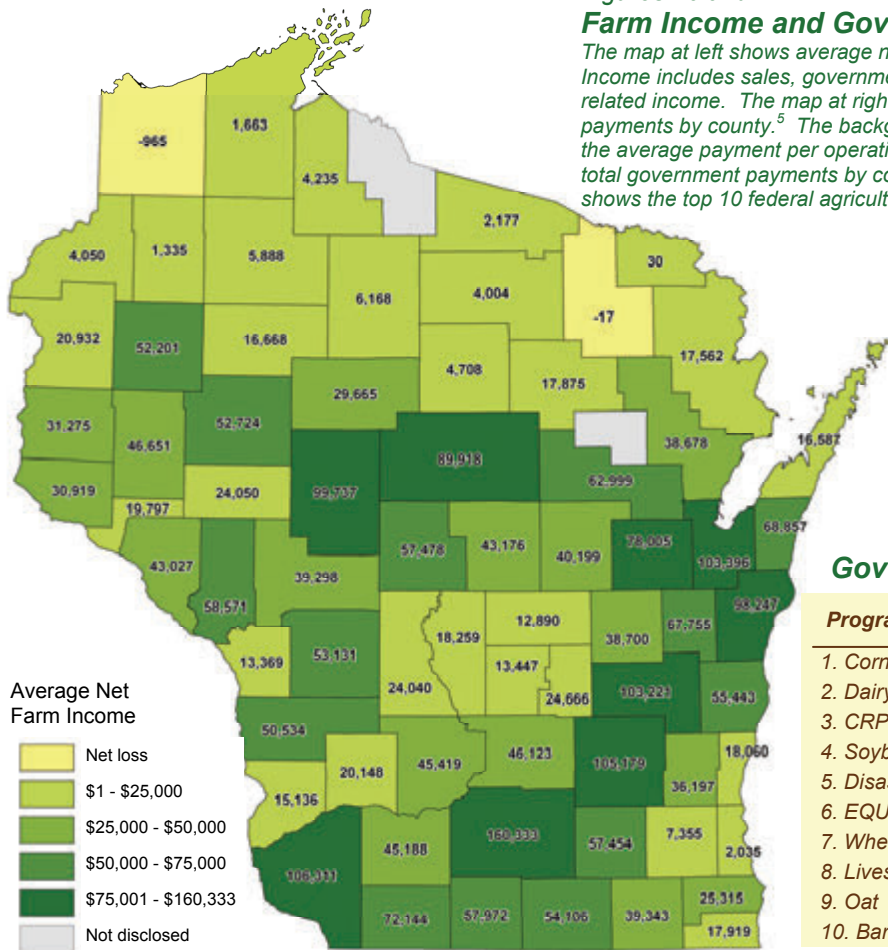 Farm Income and Gov
The map at left shows average n
Income includes sales, governme
related income. The map at right
payments by county.5 The backg
the average payment per operati
total government payments by co
shows the top 10 federal agricult
-965
1,663
4,235
2,177
4,050
1,335
5,888
6,168
4,004
-17
30
20,932
52,201
16,668
4,708
17,875
17,562
29,665
31,275
46,651
52,724
89,918
38,678
16,587
30,919
19,797
24,050
99,737
62,999
57,478
43,176
40,199
78,005
103,396
68,857
43,027
58,571
39,298
Gov
98,247
Progra
12,890
18,259
38,700
67,755
13,369
53,131
13,447
1. Corn
24,040
24,666
103,221
55,443
2. Dairy
3. CRP
50,534
46,123
105,179
18,060
4. Soyb
20,148
45,419
36,197
5. Disas
15,136
6. EQU
160,333
57,454
7,355
2,035
7. Whe
45,188
8. Lives
106,311
25,315
9. Oat
72,144
57,972
54,106
39,343
17,919
10. Bar
Average Net
Farm Income
Net loss
$1 - $25,000
$25,000 - $50,000
$50,000 - $75,000
$75,001 - $160,333
Not disclosed